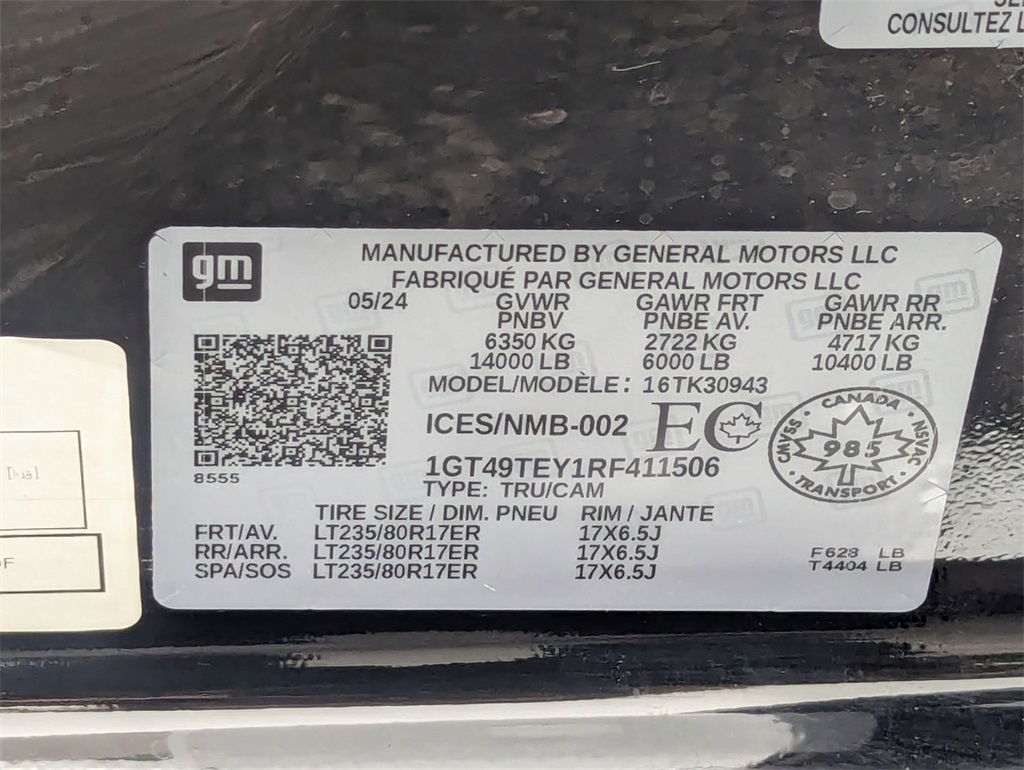 CONSULTEZ L
gm
MANUFACTURED BY GENERAL MOTORS LLC
FABRIQUÉ PAR GENERAL MOTORS LLC
05/24 GVWR GAWR FRT GAWR RR
PNBV PNBE AV. PNBE ARR.
6350 KG 2722 KG 4717 KG
14000 LB 6000 LB 10400 LB
MODEL/MODÈLE: 16TK30943
ICES/NMB-002 EC
CANADA
CMVSS 985 NSVAC
TRANSPORT
1GT49TEY1RF411506
8555
TYPE: TRU/CAM
TIRE SIZE / DIM. PNEU RIM / JANTE
FRT/AV. LT235/80R17ER 17X6.5J
RR/ARR. LT235/80R17ER 17X6.5J F628 LB
SPA/SOS LT235/80R17ER 17X6.5J T4404 LB